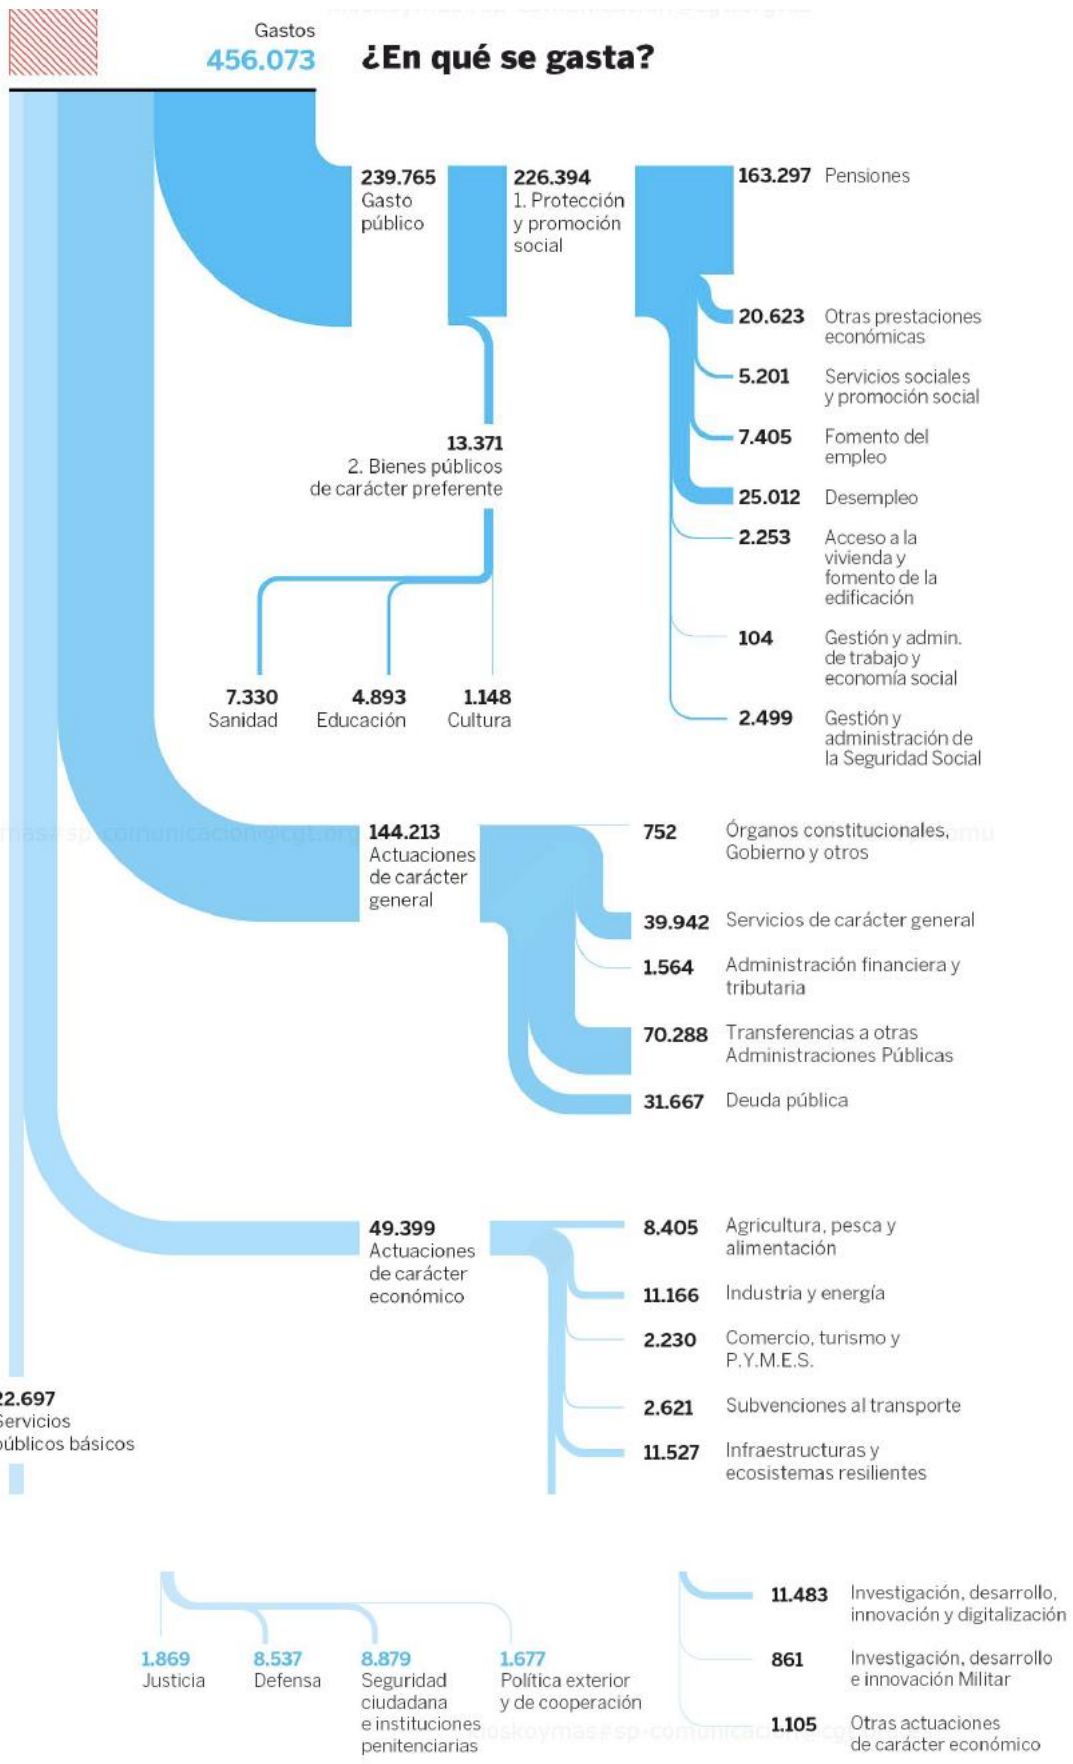 Gastos
456.073
¿En qué se gasta?
239.765
Gasto
público
226.394
1. Protección
y promoción
social
163.297 Pensiones
20.623 Otras prestaciones
económicas
5.201 Servicios sociales
y promoción social
7.405 Fomento del
empleo
25.012 Desempleo
2.253 Acceso a la
vivienda y
fomento de la
edificación
104 Gestión y admin.
de trabajo y
economía social
2.499 Gestión y
administración de
la Seguridad Social
13.371
2. Bienes públicos
de carácter preferente
7.330
Sanidad
4.893
Educación
1.148
Cultura
144.213
Actuaciones
de carácter
general
752 Órganos constitucionales,
Gobierno y otros
39.942 Servicios de carácter general
1.564 Administración financiera y
tributaria
70.288 Transferencias a otras
Administraciones Públicas
31.667 Deuda pública
49.399
Actuaciones
de carácter
económico
8.405 Agricultura, pesca y
alimentación
11.166 Industria y energía
2.230 Comercio, turismo y
P.Y.M.E.S.
2.621 Subvenciones al transporte
11.527 Infraestructuras y
ecosistemas resilientes
22.697
Servicios
públicos básicos
1.869
Justicia
8.537
Defensa
8.879
Seguridad
ciudadana
e instituciones
penitenciarias
1.677
Política exterior
y de cooperación
11.483 Investigación, desarrollo,
innovación y digitalización
861 Investigación, desarrollo
e innovación Militar
1.105 Otras actuaciones
de carácter económico